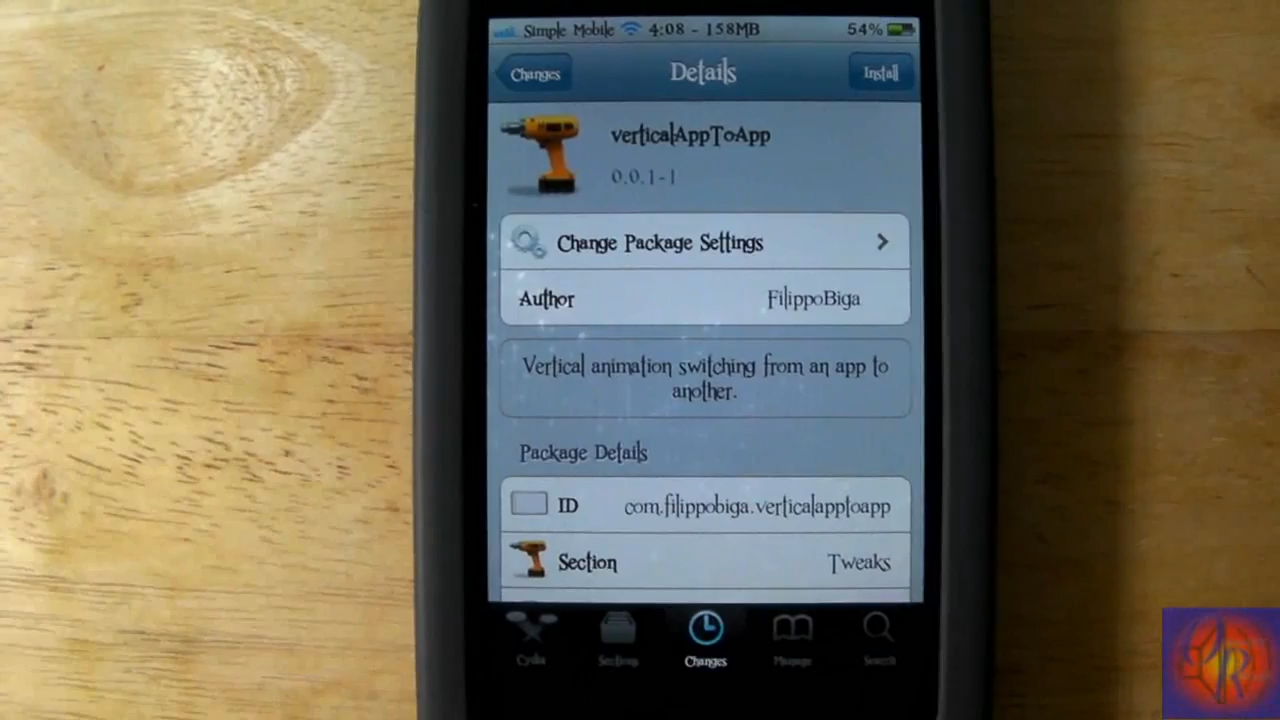 Simple Mobile 4:08 - 158MB 54%
Changes Details Install
verticalAppToApp
0.0.1-1
Change Package Settings
Author FilippoBiga
Vertical animation switching from an app to
another.
Package Details
ID com.filippobiga.verticalapptoapp
Section Tweaks
Cydia Sections Changes Manage Search